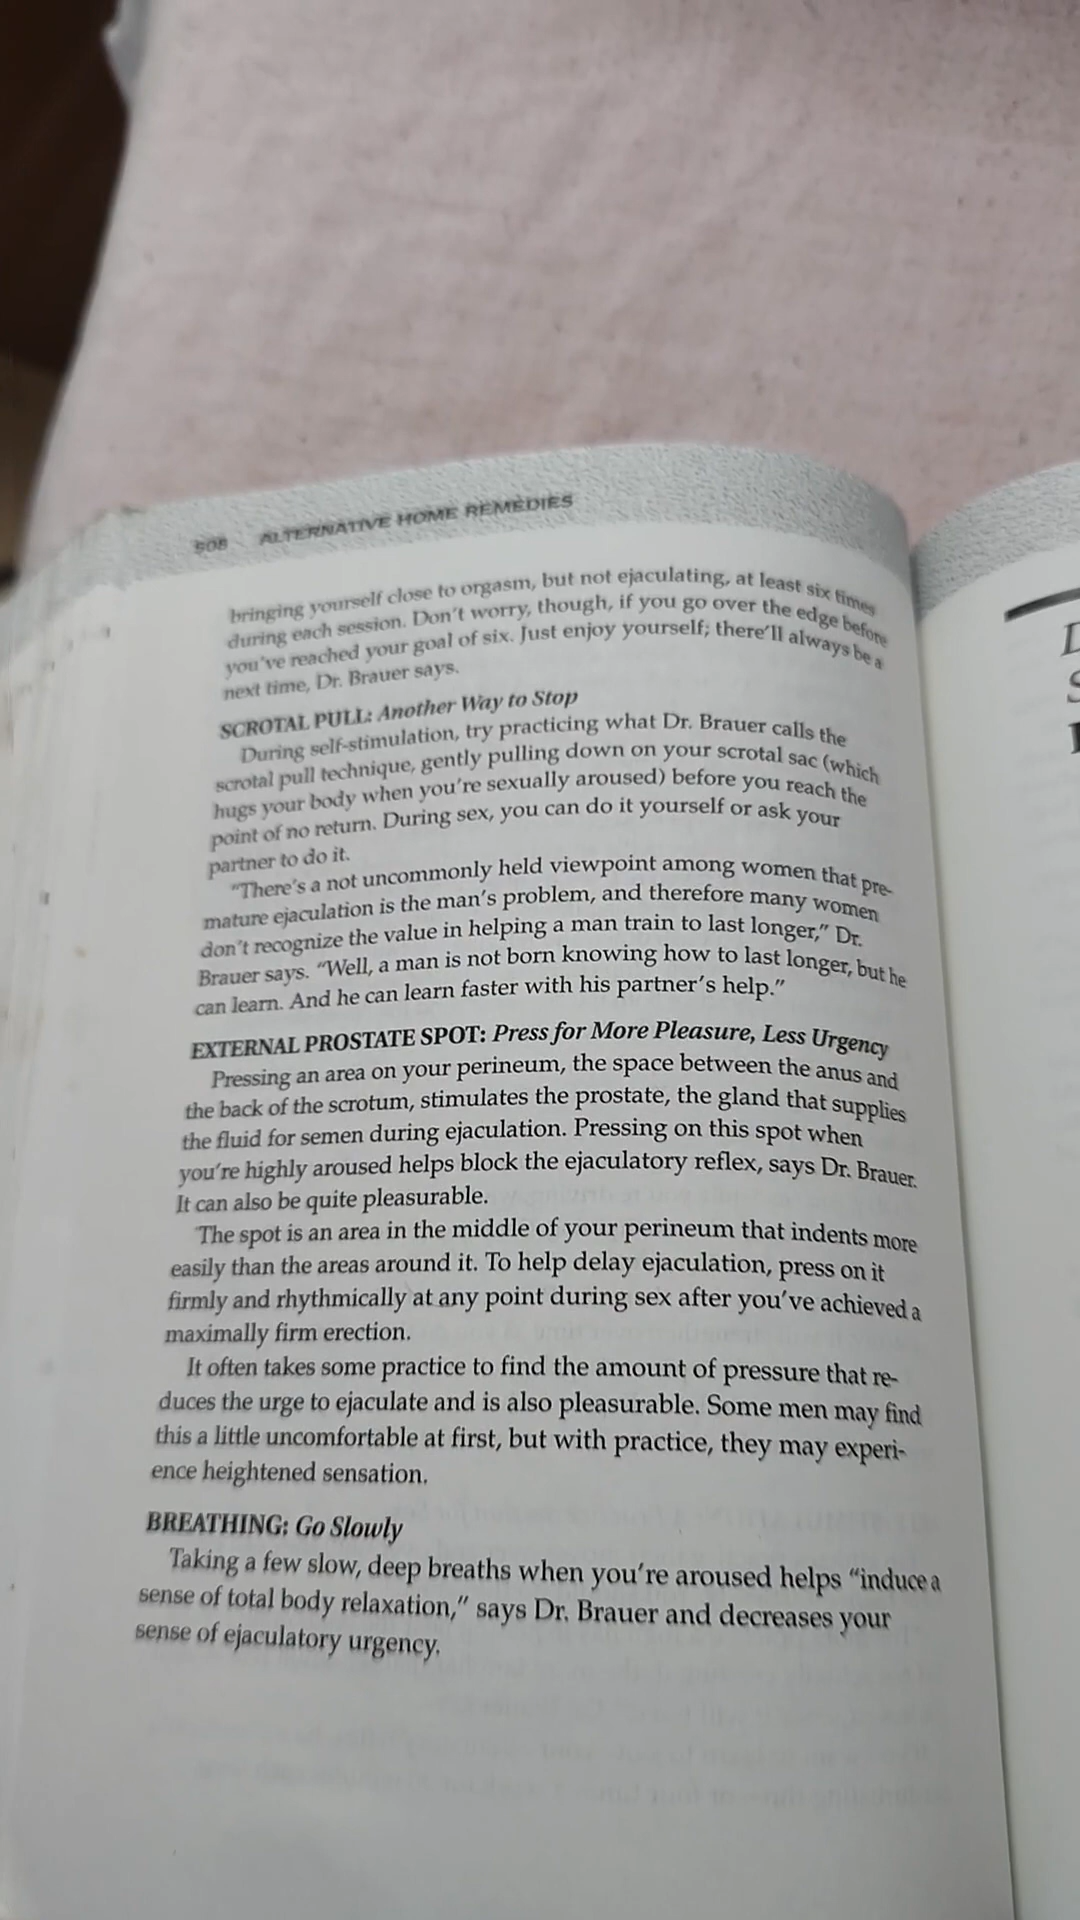 508 ALTERNATIVE HOME REMEDIES
bringing yourself close to orgasm, but not ejaculating, at least six times
during each session. Don't worry, though, if you go over the edge before
you've reached your goal of six. Just enjoy yourself; there'll always be a
next time, Dr. Brauer says.
SCROTAL PULL: Another Way to Stop
During self-stimulation, try practicing what Dr. Brauer calls the
scrotal pull technique, gently pulling down on your scrotal sac (which
hugs your body when you're sexually aroused) before you reach the
point of no return. During sex, you can do it yourself or ask your
partner to do it.
"There's a not uncommonly held viewpoint among women that pre-
mature ejaculation is the man's problem, and therefore many women
don't recognize the value in helping a man train to last longer," Dr.
Brauer says. "Well, a man is not born knowing how to last longer, but he
can learn. And he can learn faster with his partner's help."
EXTERNAL PROSTATE SPOT: Press for More Pleasure, Less Urgency
Pressing an area on your perineum, the space between the anus and
the back of the scrotum, stimulates the prostate, the gland that supplies
the fluid for semen during ejaculation. Pressing on this spot when
you're highly aroused helps block the ejaculatory reflex, says Dr. Brauer.
It can also be quite pleasurable.
The spot is an area in the middle of your perineum that indents more
easily than the areas around it. To help delay ejaculation, press on it
firmly and rhythmically at any point during sex after you've achieved a
maximally firm erection.
It often takes some practice to find the amount of pressure that re-
duces the urge to ejaculate and is also pleasurable. Some men may find
this a little uncomfortable at first, but with practice, they may experi-
ence heightened sensation.
BREATHING: Go Slowly
Taking a few slow, deep breaths when you're aroused helps "induce a
sense of total body relaxation," says Dr. Brauer and decreases your
sense of ejaculatory urgency.